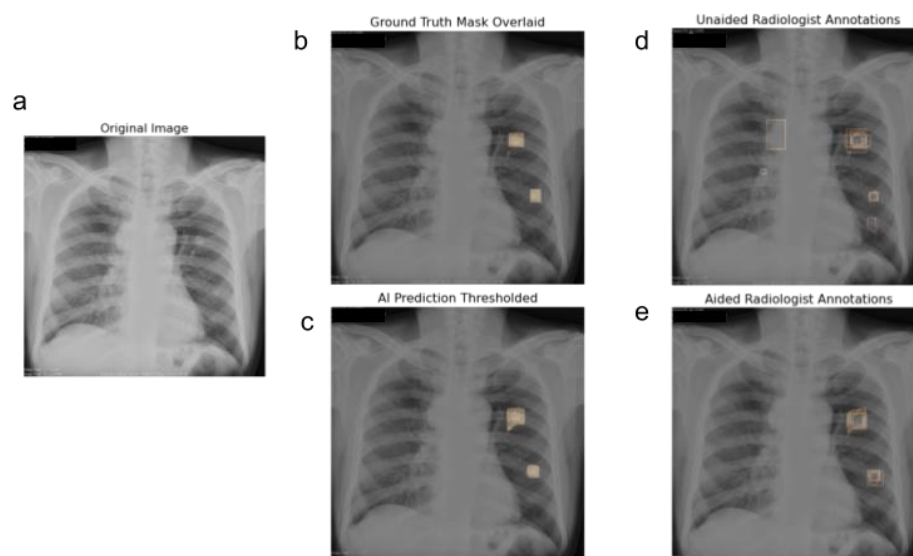 a
Original Image
b
Ground Truth Mask Overlaid
c
AI Prediction Thresholded
d
Unaided Radiologist Annotations
e
Aided Radiologist Annotations